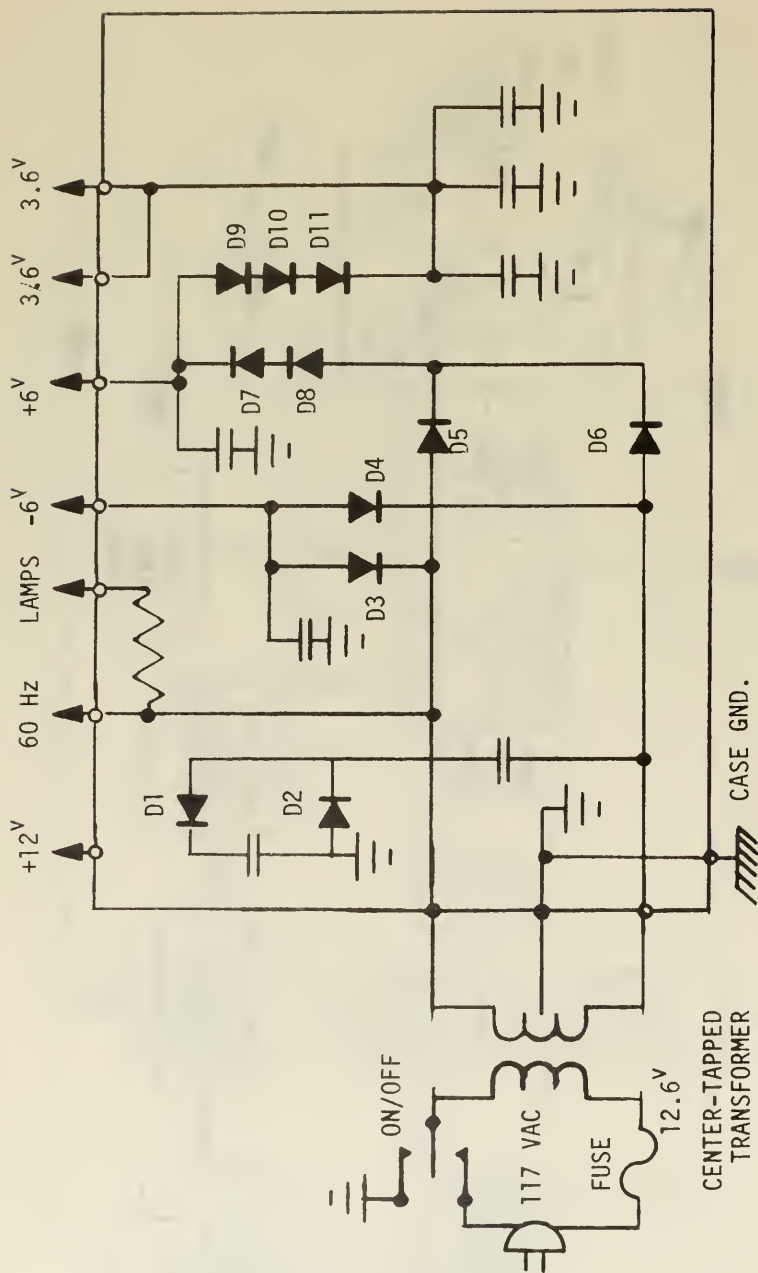 +12V
60 Hz
LAMPS
-6V
+6V
3.6V
3.6V
D1
D2
D3
D4
D5
D6
D7
D8
D9
D10
D11
ON/OFF
117 VAC
FUSE
12.6V
CENTER-TAPPED
TRANSFORMER
CASE GND.